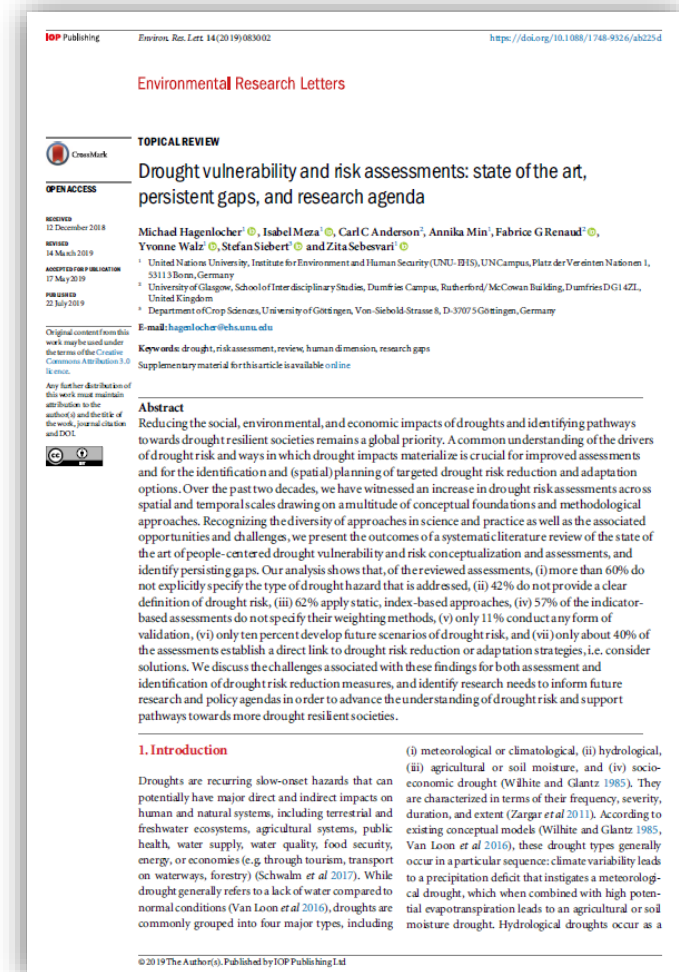 IOP Publishing
Environ. Res. Lett. 14 (2019) 083002
https://doi.org/10.1088/1748-9326/ab225d
Environmental Research Letters
CrossMark
OPEN ACCESS
RECEIVED
12 December 2018
REVISED
14 March 2019
ACCEPTED FOR PUBLICATION
17 May 2019
PUBLISHED
22 July 2019
Original content from this
work may be used under
the terms of the Creative
Commons Attribution 3.0
licence.
Any further distribution of
this work must maintain
attribution to the
author(s) and the title of
the work, journal citation
and DOI.
cc
BY
TOPICAL REVIEW
Drought vulnerability and risk assessments: state of the art,
persistent gaps, and research agenda
Michael Hagenlocher¹, Isabel Meza¹, Carl C Anderson², Annika Min¹, Fabrice G Renaud²,
Yvonne Walz¹, Stefan Siebert³ and Zita Sebesvari¹
¹ United Nations University, Institute for Environment and Human Security (UNU-EHS), UN Campus, Platz der Vereinten Nationen 1,
53113 Bonn, Germany
² University of Glasgow, School of Interdisciplinary Studies, Dumfries Campus, Rutherford/McCowan Building, Dumfries DG1 4ZL,
United Kingdom
³ Department of Crop Sciences, University of Göttingen, Von-Siebold-Strasse 8, D-37075 Göttingen, Germany
E-mail: hagenlocher@ehs.unu.edu
Keywords: drought, risk assessment, review, human dimension, research gaps
Supplementary material for this article is available online
Abstract
Reducing the social, environmental, and economic impacts of droughts and identifying pathways
towards drought resilient societies remains a global priority. A common understanding of the drivers
of drought risk and ways in which drought impacts materialize is crucial for improved assessments
and for the identification and (spatial) planning of targeted drought risk reduction and adaptation
options. Over the past two decades, we have witnessed an increase in drought risk assessments across
spatial and temporal scales drawing on a multitude of conceptual foundations and methodological
approaches. Recognizing the diversity of approaches in science and practice as well as the associated
opportunities and challenges, we present the outcomes of a systematic literature review of the state of
the art of people-centered drought vulnerability and risk conceptualization and assessments, and
identify persisting gaps. Our analysis shows that, of the reviewed assessments, (i) more than 60% do
not explicitly specify the type of drought hazard that is addressed, (ii) 42% do not provide a clear
definition of drought risk, (iii) 62% apply static, index-based approaches, (iv) 57% of the indicator-
based assessments do not specify their weighting methods, (v) only 11% conduct any form of
validation, (vi) only ten percent develop future scenarios of drought risk, and (vii) only about 40% of
the assessments establish a direct link to drought risk reduction or adaptation strategies, i.e. consider
solutions. We discuss the challenges associated with these findings for both assessment and
identification of drought risk reduction measures, and identify research needs to inform future
research and policy agendas in order to advance the understanding of drought risk and support
pathways towards more drought resilient societies.
1. Introduction
Droughts are recurring slow-onset hazards that can
potentially have major direct and indirect impacts on
human and natural systems, including terrestrial and
freshwater ecosystems, agricultural systems, public
health, water supply, water quality, food security,
energy, or economies (e.g. through tourism, transport
on waterways, forestry) (Schwalm et al 2017). While
drought generally refers to a lack of water compared to
normal conditions (Van Loon et al 2016), droughts are
commonly grouped into four major types, including
(i) meteorological or climatological, (ii) hydrological,
(iii) agricultural or soil moisture, and (iv) socio-
economic drought (Wilhite and Glantz 1985). They
are characterized in terms of their frequency, severity,
duration, and extent (Zargar et al 2011). According to
existing conceptual models (Wilhite and Glantz 1985,
Van Loon et al 2016), these drought types generally
occur in a particular sequence: climate variability leads
to a precipitation deficit that instigates a meteorologi-
cal drought, which when combined with high poten-
tial evapotranspiration leads to an agricultural or soil
moisture drought. Hydrological droughts occur as a
© 2019 The Author(s). Published by IOP Publishing Ltd